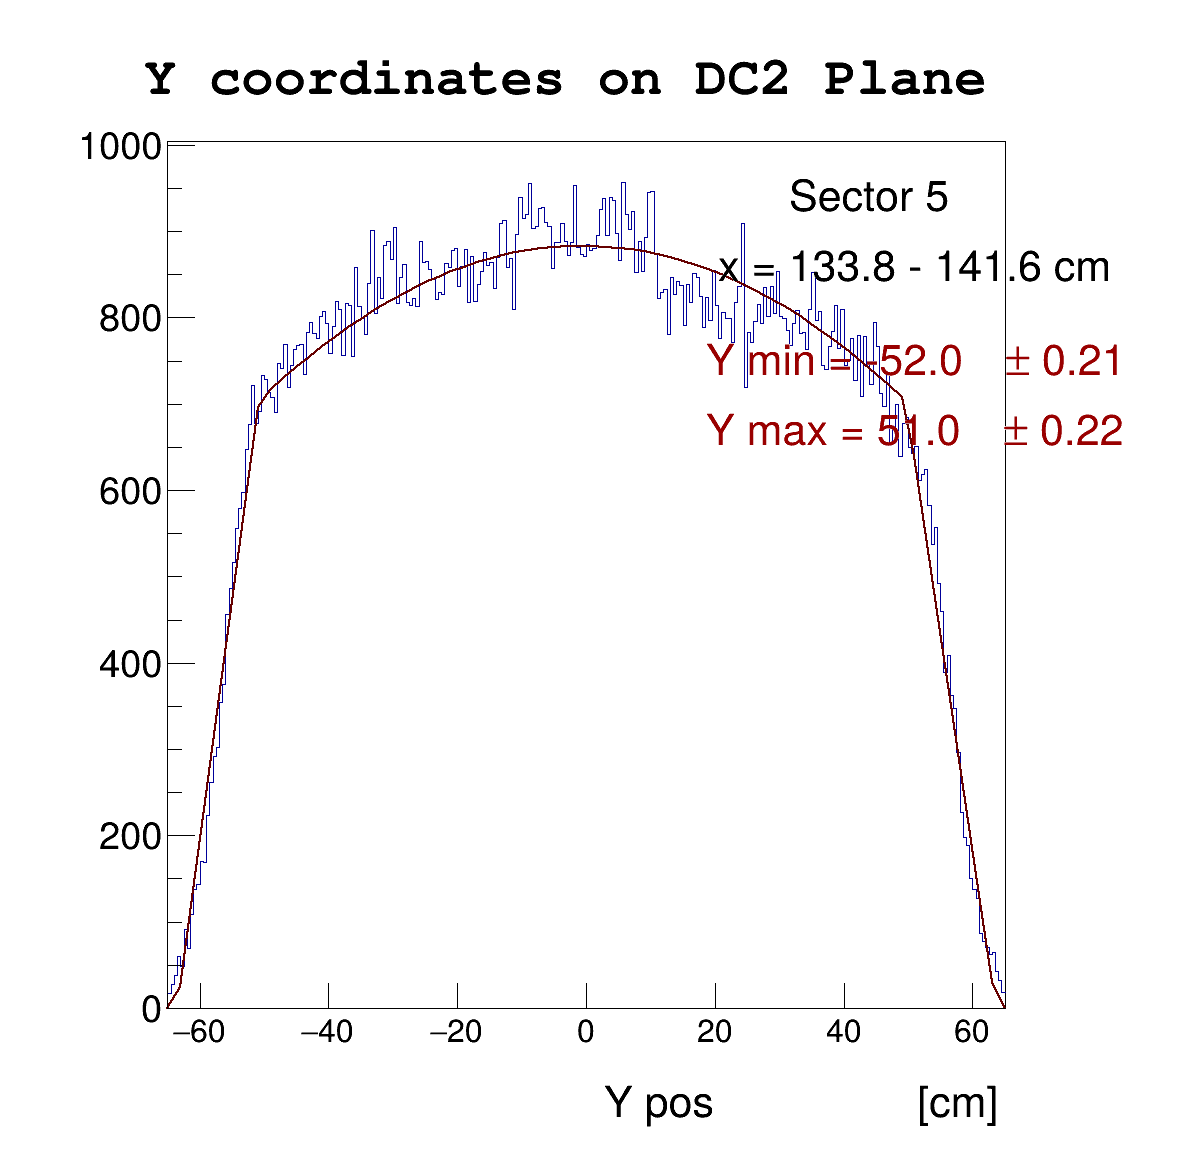 Y coordinates on DC2 Plane
1000
Sector 5
x = 133.8 - 141.6 cm
800
Y min = -52.0 ± 0.21
Y max = 51.0 ± 0.22
600
400
200
0
−60 −40 −20 0 20 40 60
Y pos [cm]